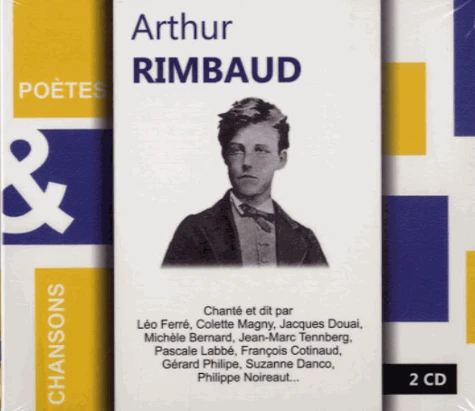 Arthur
RIMBAUD
POÈTES
&
CHANSONS
Chanté et dit par
Léo Ferré, Colette Magny, Jacques Douai,
Michèle Bernard, Jean-Marc Tennberg,
Pascale Labbé, François Cotinaud,
Gérard Philipe, Suzanne Danco,
Philippe Noireaut...
2 CD